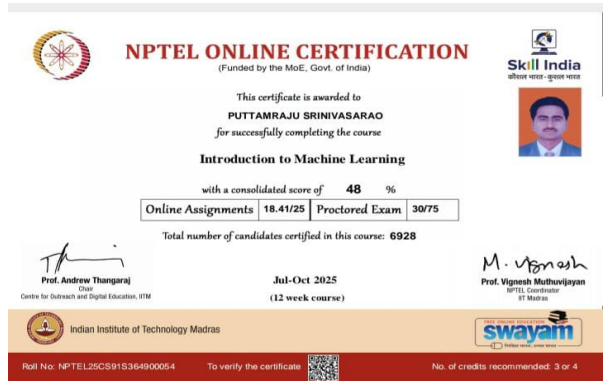 NPTEL ONLINE CERTIFICATION
(Funded by the MoE, Govt. of India)
Skill India
कौशल भारत - कुशल भारत
This certificate is awarded to
PUTTAMRAJU SRINIVASARAO
for successfully completing the course
Introduction to Machine Learning
with a consolidated score of 48 %
Online Assignments 18.41/25 Proctored Exam 30/75
Total number of candidates certified in this course: 6928
M. Vignesh
Prof. Andrew Thangaraj
Chair
Centre for Outreach and Digital Education, IITM
Jul-Oct 2025
(12 week course)
Prof. Vignesh Muthuvijayan
NPTEL Coordinator
IIT Madras
Indian Institute of Technology Madras
FREE ONLINE EDUCATION
swayam
Roll No: NPTEL25CS91S364900054
To verify the certificate
No. of credits recommended: 3 or 4